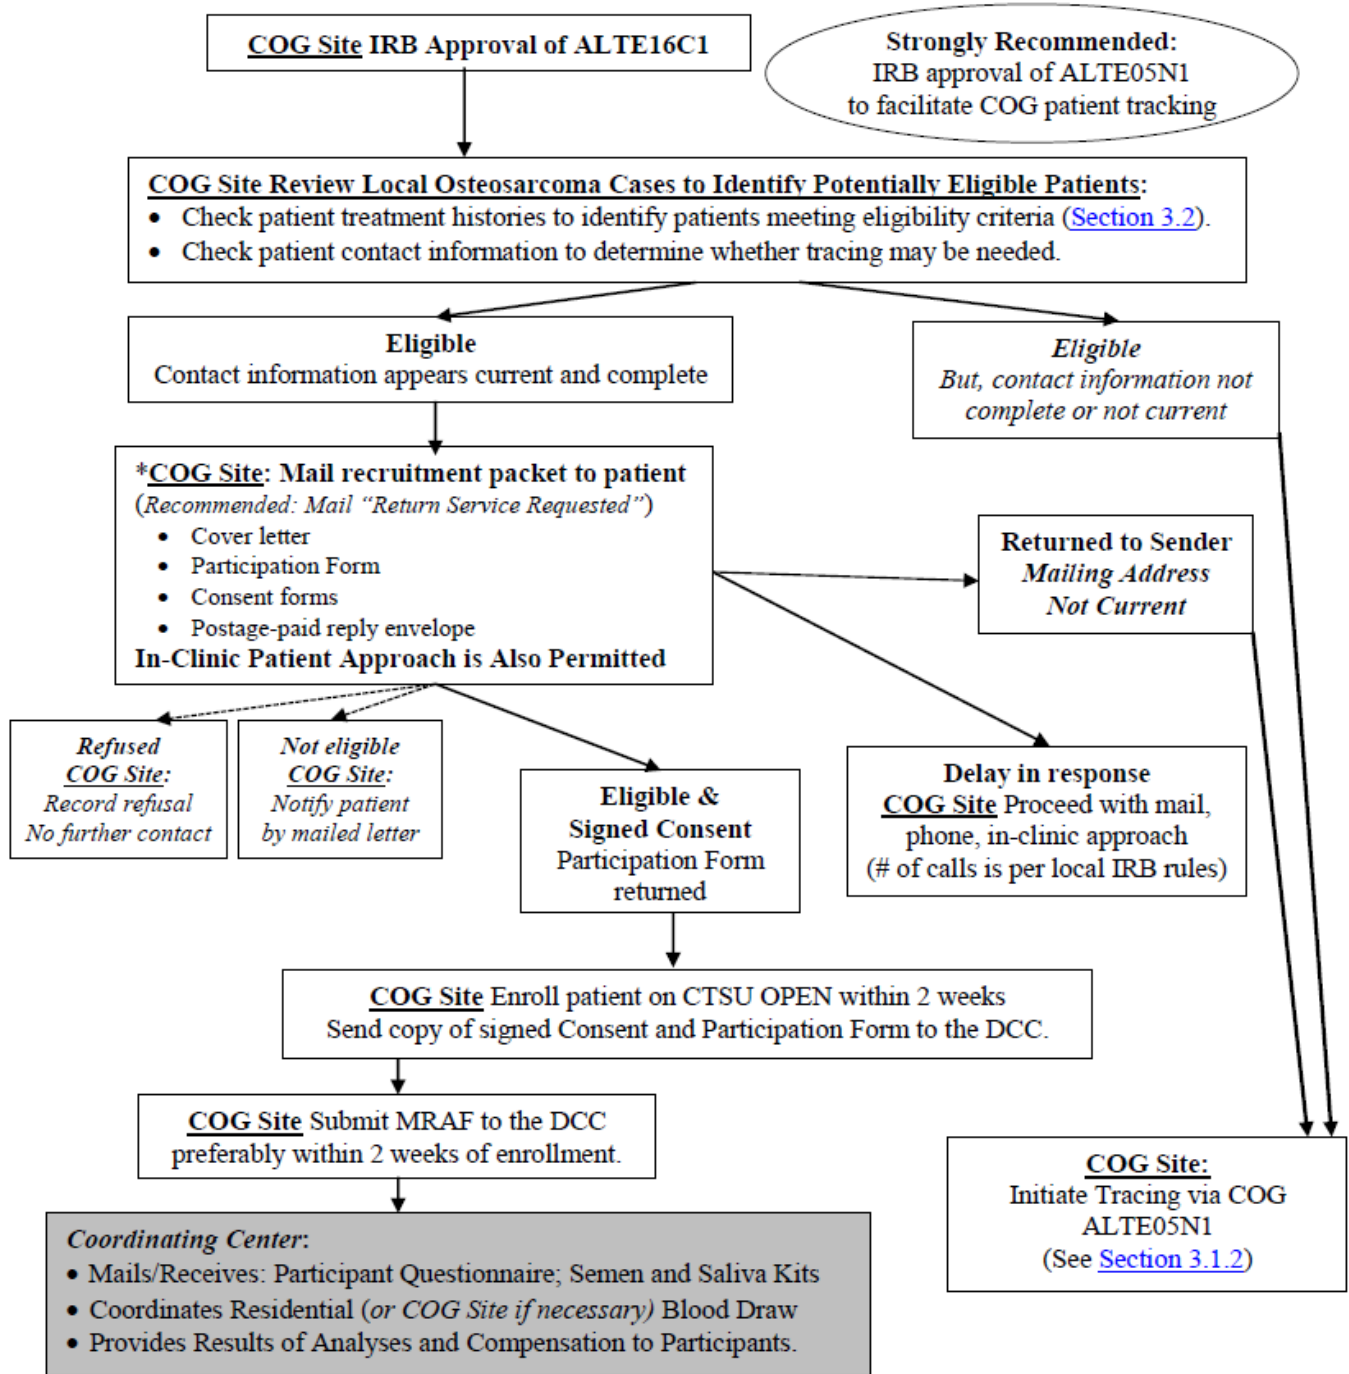 COG Site IRB Approval of ALTE16C1
Strongly Recommended:
IRB approval of ALTE05N1
to facilitate COG patient tracking
COG Site Review Local Osteosarcoma Cases to Identify Potentially Eligible Patients:
• Check patient treatment histories to identify patients meeting eligibility criteria (Section 3.2).
• Check patient contact information to determine whether tracing may be needed.
Eligible
Contact information appears current and complete
Eligible
But, contact information not
complete or not current
*COG Site: Mail recruitment packet to patient
(Recommended: Mail “Return Service Requested”)
• Cover letter
• Participation Form
• Consent forms
• Postage-paid reply envelope
In-Clinic Patient Approach is Also Permitted
Returned to Sender
Mailing Address
Not Current
Refused
COG Site:
Record refusal
No further contact
Not eligible
COG Site:
Notify patient
by mailed letter
Eligible &
Signed Consent
Participation Form
returned
Delay in response
COG Site Proceed with mail,
phone, in-clinic approach
(# of calls is per local IRB rules)
COG Site Enroll patient on CTSU OPEN within 2 weeks
Send copy of signed Consent and Participation Form to the DCC.
COG Site Submit MRAF to the DCC
preferably within 2 weeks of enrollment.
COG Site:
Initiate Tracing via COG
ALTE05N1
(See Section 3.1.2)
Coordinating Center:
• Mails/Receives: Participant Questionnaire; Semen and Saliva Kits
• Coordinates Residential (or COG Site if necessary) Blood Draw
• Provides Results of Analyses and Compensation to Participants.